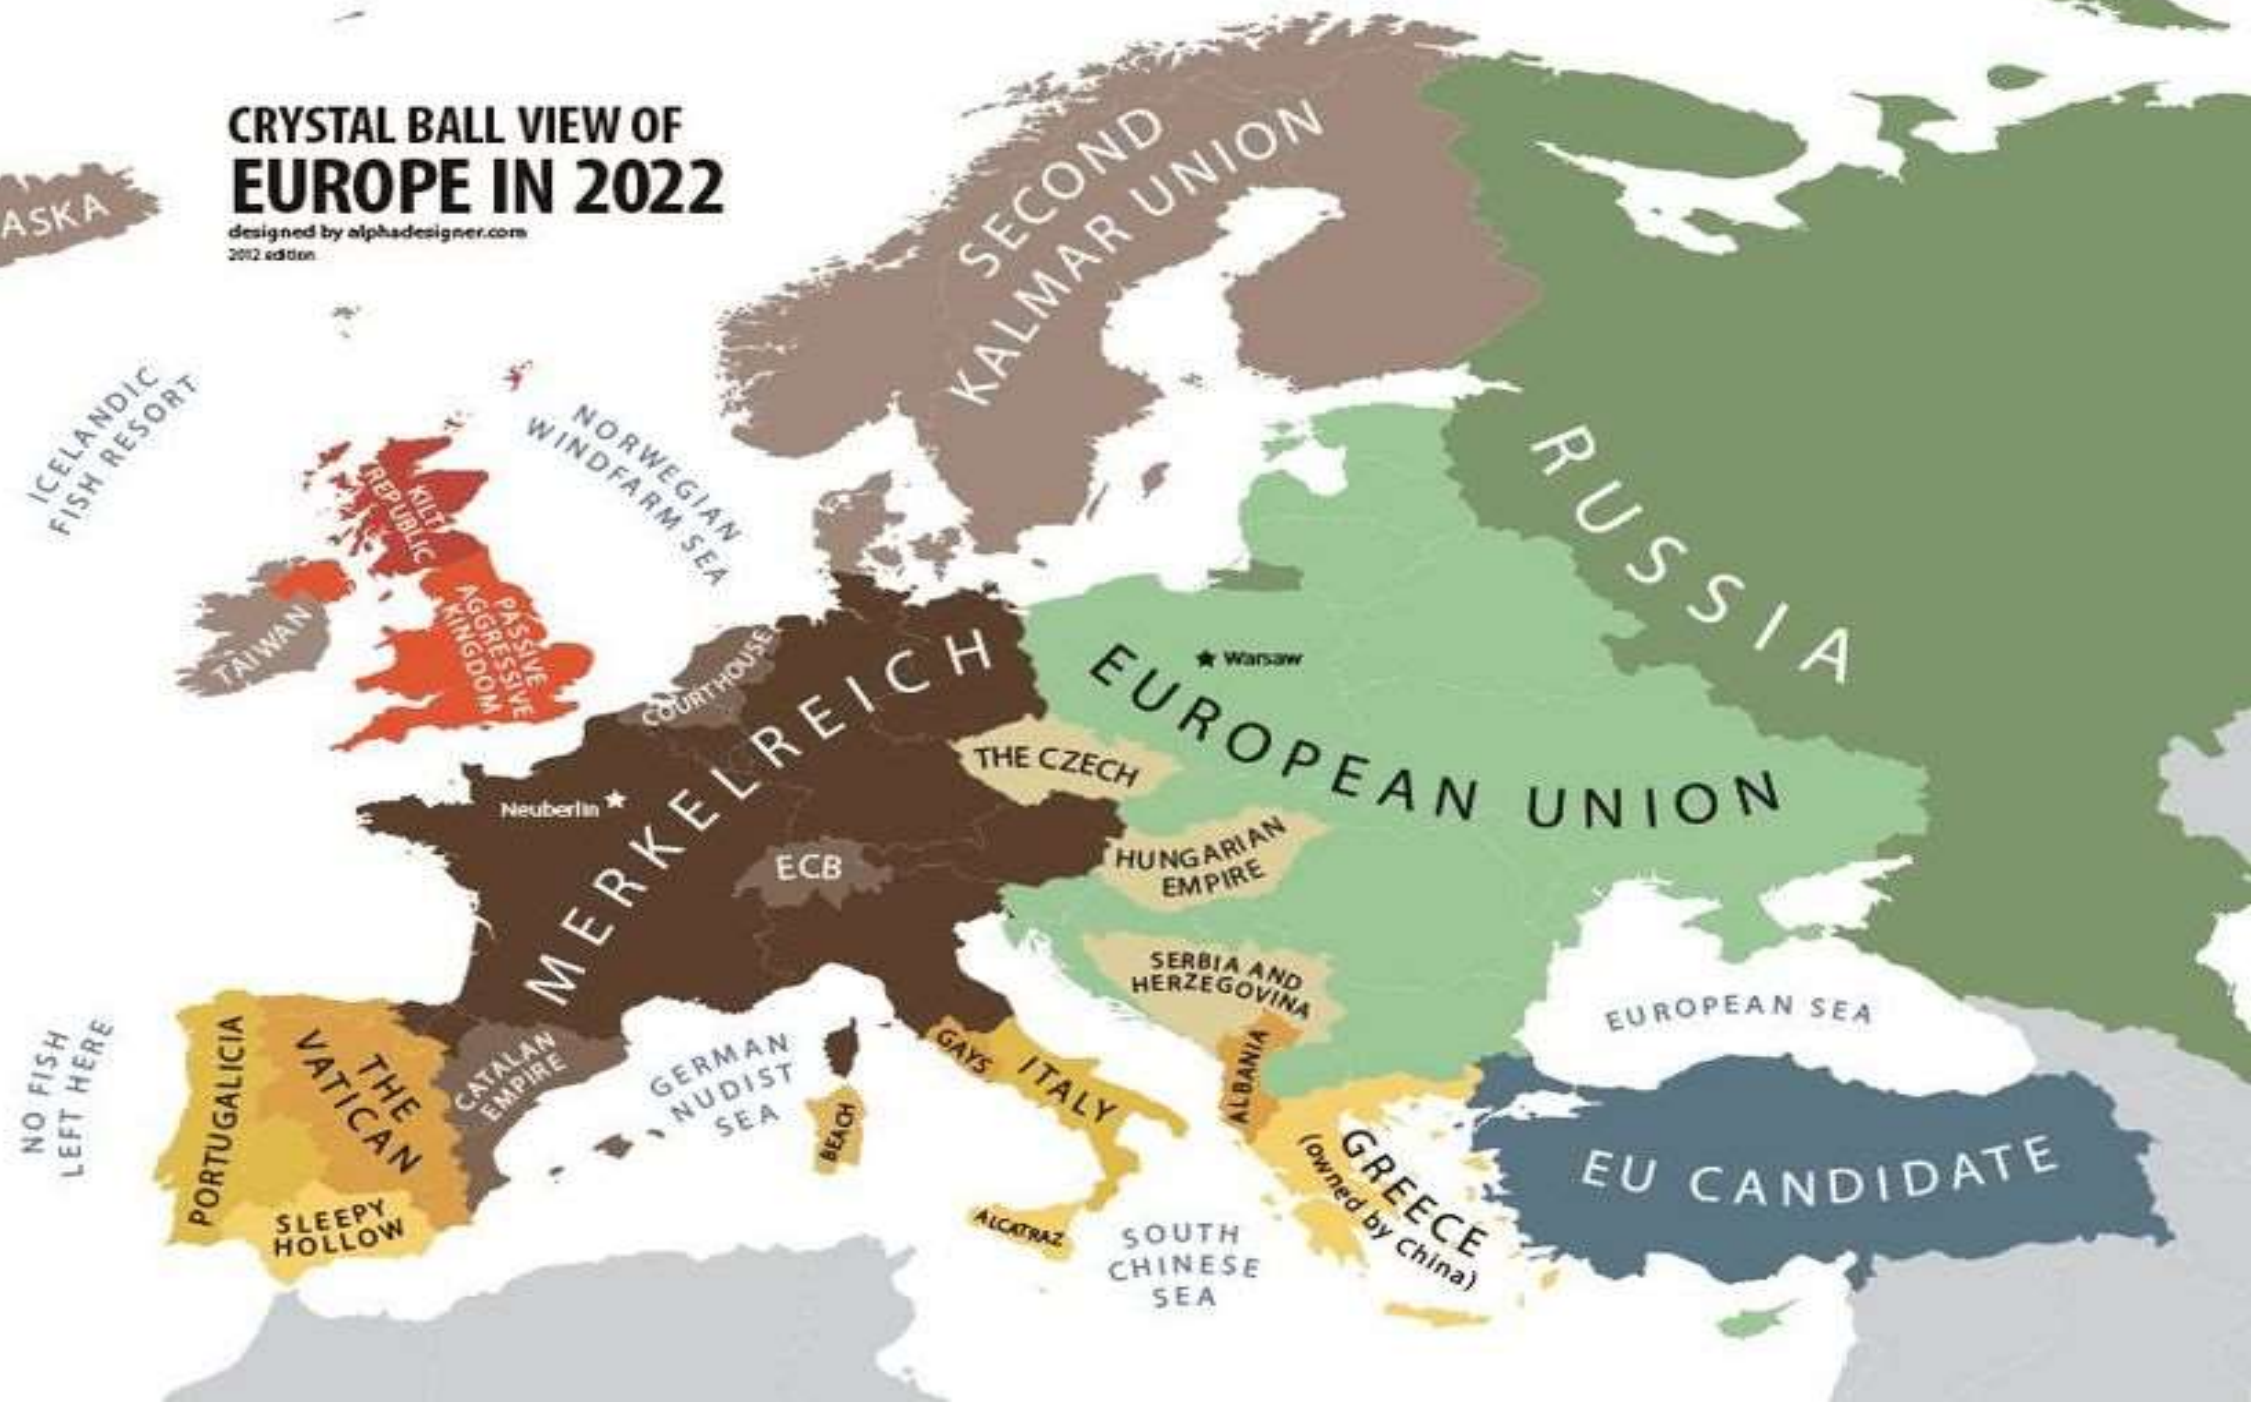 CRYSTAL BALL VIEW OF
EUROPE IN 2022
designed by alphadesigner.com
2012 edition
ASKA
SECOND
KALMAR UNION
ICELANDIC
FISH RESORT
NORWEGIAN
WINDFARM SEA
KILT
REPUBLIC
PASSIVE
AGGRESSIVE
KINGDOM
TAIWAN
RUSSIA
COURTHOUSE
MERKELREICH
Neuberlin
Warsaw
EUROPEAN UNION
THE CZECH
ECB
HUNGARIAN
EMPIRE
SERBIA AND
HERZEGOVINA
EUROPEAN SEA
NO FISH
LEFT HERE
PORTUGALICIA
THE
VATICAN
CATALAN
EMPIRE
GERMAN
NUDIST
SEA
GAYS
ITALY
ALBANIA
BEACH
SLEEPY
HOLLOW
ALCATRAZ
SOUTH
CHINESE
SEA
GREECE
(owned by China)
EU CANDIDATE